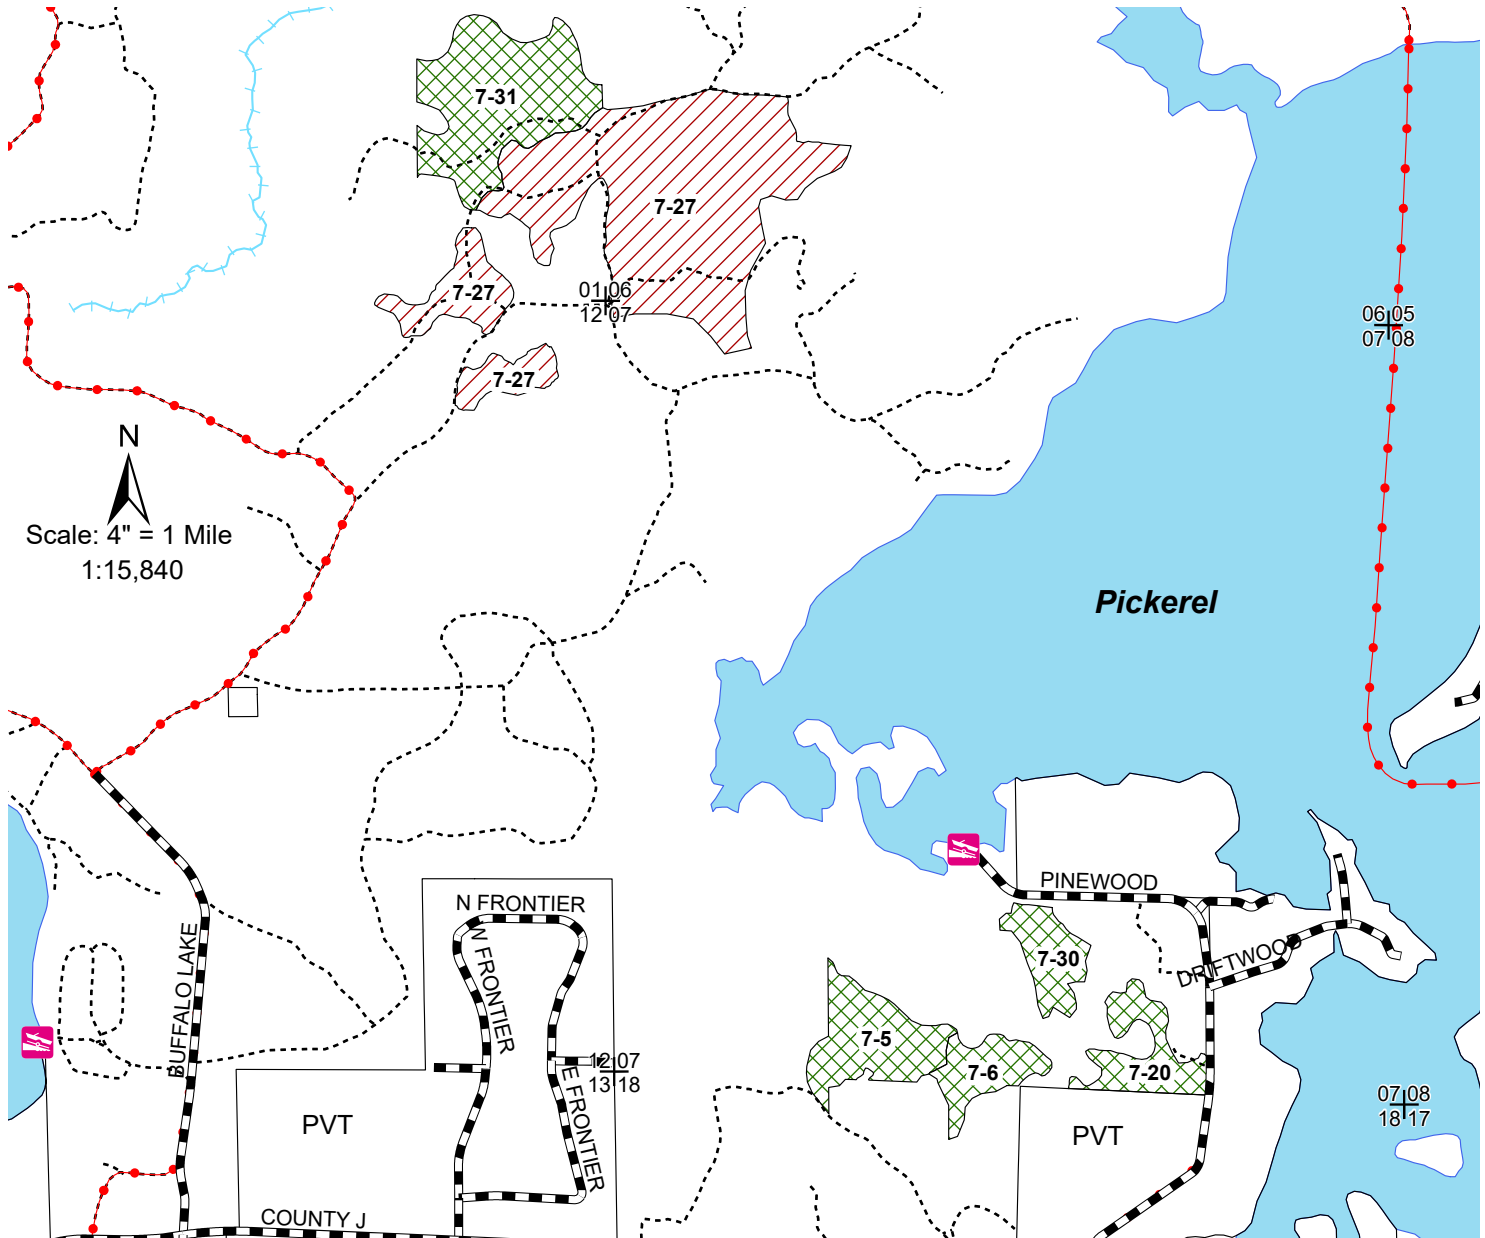 7-31
7-27
7-27
01 06
12 07
06 05
07 08
7-27
N
Scale: 4" = 1 Mile
1:15,840
Pickerel
PINEWOOD
N FRONTIER
W FRONTIER
BUFFALO LAKE
DRIFTWOOD
7-30
7-5
7-6
7-20
12 07
13 18
E FRONTIER
07 08
18 17
PVT
PVT
COUNTY J